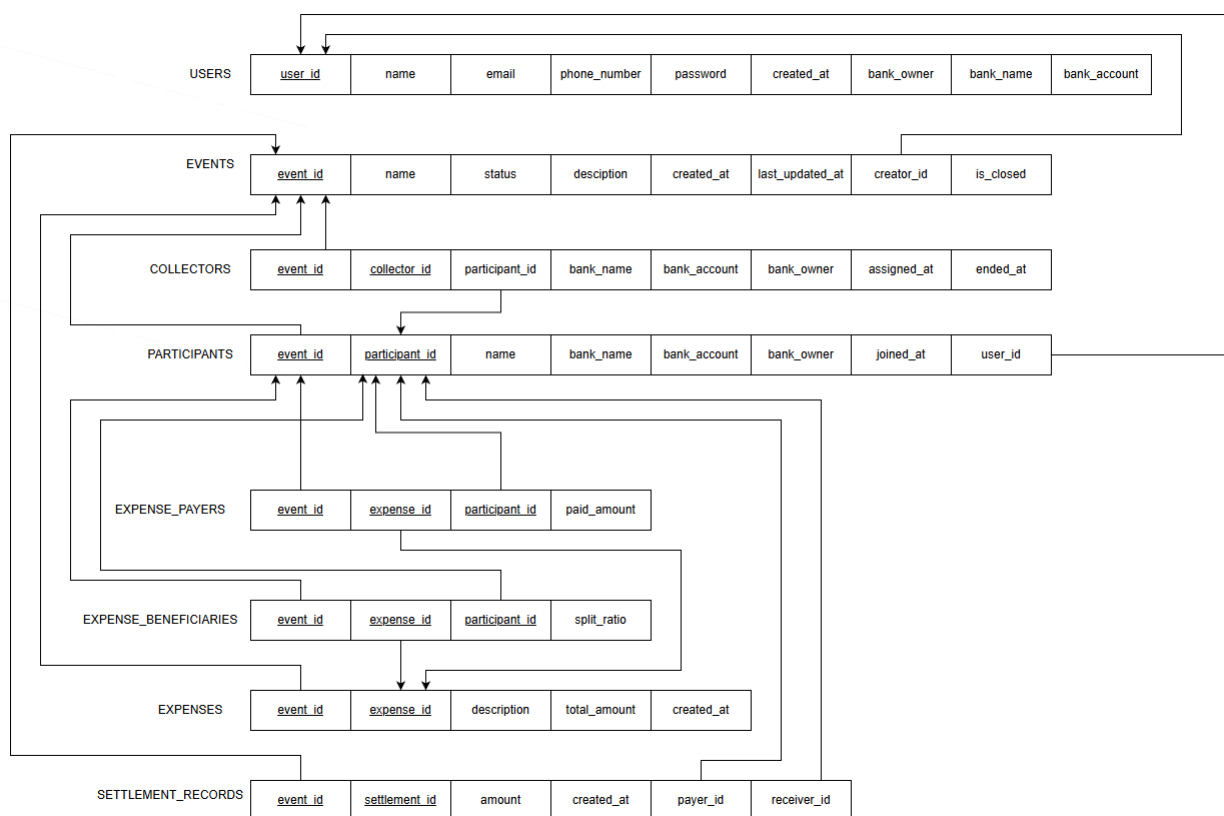 USERS user_id name email phone_number password created_at bank_owner bank_name bank_account
EVENTS event_id name status desciption created_at last_updated_at creator_id is_closed
COLLECTORS event_id collector_id participant_id bank_name bank_account bank_owner assigned_at ended_at
PARTICIPANTS event_id participant_id name bank_name bank_account bank_owner joined_at user_id
EXPENSE_PAYERS event_id expense_id participant_id paid_amount
EXPENSE_BENEFICIARIES event_id expense_id participant_id split_ratio
EXPENSES event_id expense_id description total_amount created_at
SETTLEMENT_RECORDS event_id settlement_id amount created_at payer_id receiver_id